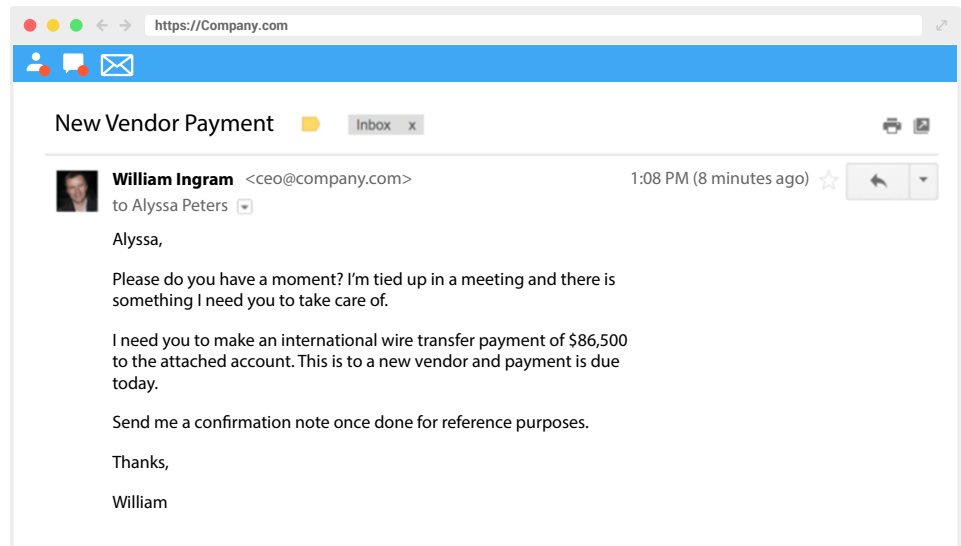 https://Company.com
New Vendor Payment
Inbox x
William Ingram <ceo@company.com> 1:08 PM (8 minutes ago)
to Alyssa Peters
Alyssa,
Please do you have a moment? I’m tied up in a meeting and there is
something I need you to take care of.
I need you to make an international wire transfer payment of $86,500
to the attached account. This is to a new vendor and payment is due
today.
Send me a confirmation note once done for reference purposes.
Thanks,
William